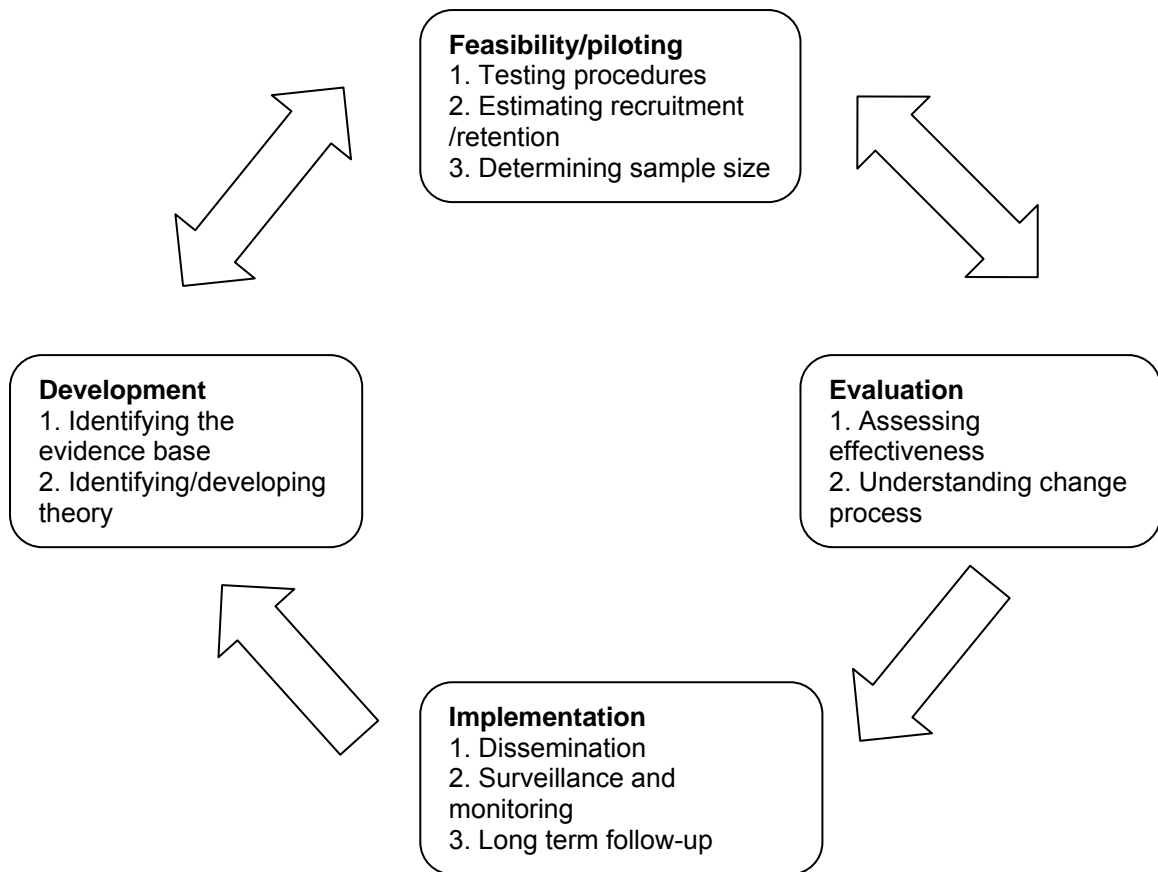 Feasibility/piloting
1. Testing procedures
2. Estimating recruitment
/retention
3. Determining sample size
Development
1. Identifying the
evidence base
2. Identifying/developing
theory
Evaluation
1. Assessing
effectiveness
2. Understanding change
process
Implementation
1. Dissemination
2. Surveillance and
monitoring
3. Long term follow-up